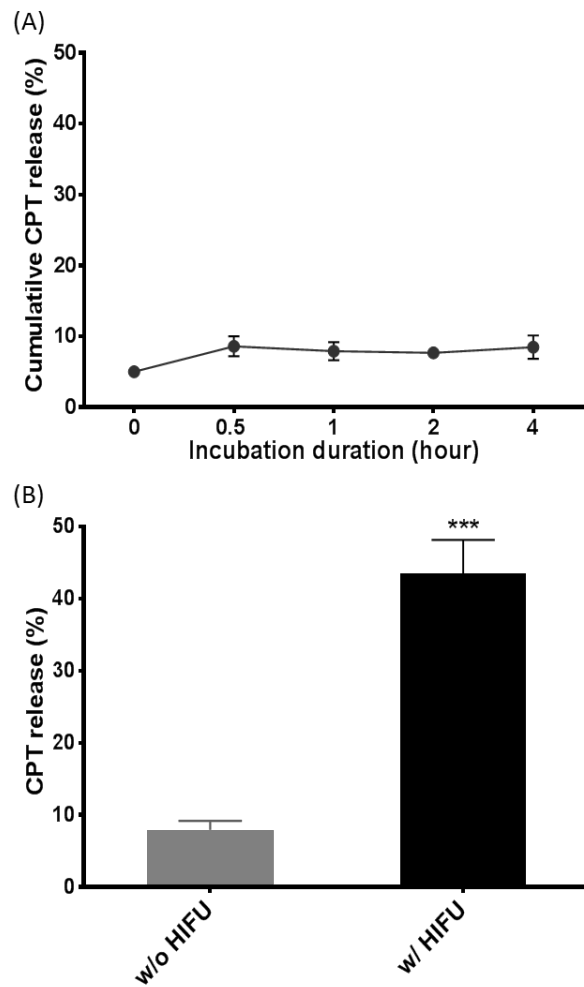 (A)
Cumulatilve CPT release (%)
50
40
30
20
10
0
0 0.5 1 2 4
Incubation duration (hour)
(B)
CPT release (%)
50
40
30
20
10
0
***
w/o HIFU
w/ HIFU